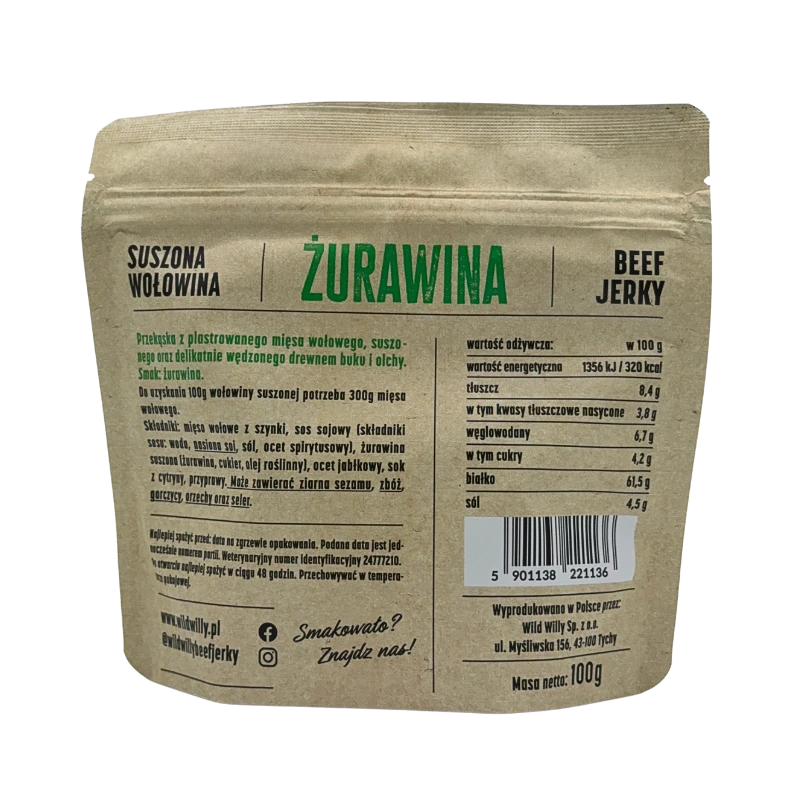 SUSZONA
WOŁOWINA
ŻURAWINA
BEEF
JERKY
Przekąska z plastrowanego mięsa wołowego, suszo-
nego oraz delikatnie wędzonego drewnem buku i olchy.
Smak: żurawina.
Do uzyskania 100g wołowiny suszonej potrzeba 300g mięsa
wołowego.
Składniki: mięso wołowe z szynki, sos sojowy (składniki
sosu: woda, nasiona soi, sól, ocet spirytusowy), żurawina
suszona (żurawina, cukier, olej roślinny), ocet jabłkowy, sok
z cytryny, przyprawy. Może zawierać ziarna sezamu, zbóż,
gorczycy, orzechy oraz seler.
Najlepiej spożyć przed: data na zgrzewie opakowania. Podana data jest jed-
nocześnie numerem partii. Weterynaryjny numer identyfikacyjny 24777210.
Po otwarciu najlepiej spożyć w ciągu 48 godzin. Przechowywać w tempera-
turze pokojowej.
www.wildwilly.pl
@wildwillybeefjerky
Smakowało?
Znajdz nas!
wartość odżywcza: w 100 g
wartość energetyczna 1356 kJ / 320 kcal
tłuszcz 8,4 g
w tym kwasy tłuszczowe nasycone 3,8 g
węglowodany 6,7 g
w tym cukry 4,2 g
białko 61,5 g
sól 4,5 g
5 901138 221136
Wyprodukowano w Polsce przez:
Wild Willy Sp. z o.o.
ul. Myśliwska 156, 43-100 Tychy
Masa netto: 100g